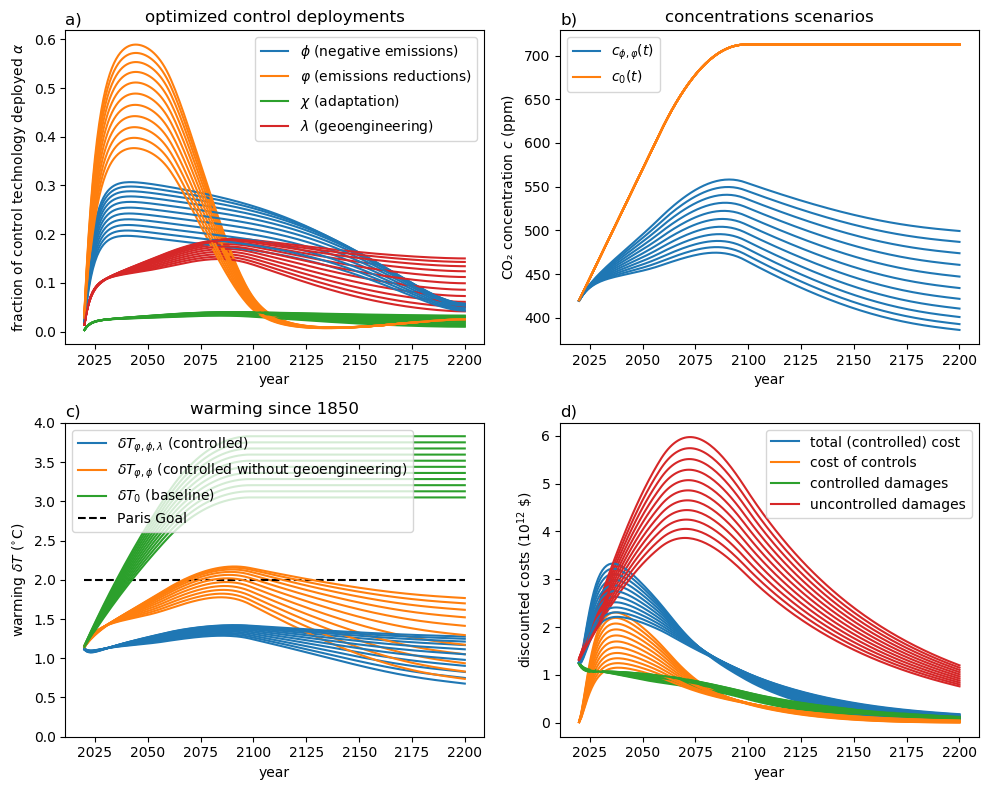 a)
optimized control deployments
fraction of control technology deployed α
0.6
0.5
0.4
0.3
0.2
0.1
0.0
ϕ (negative emissions)
φ (emissions reductions)
χ (adaptation)
λ (geoengineering)
2025 2050 2075 2100 2125 2150 2175 2200
year
b)
concentrations scenarios
CO₂ concentration c (ppm)
700
650
600
550
500
450
400
c_{ϕ,φ}(t)
c_0(t)
2025 2050 2075 2100 2125 2150 2175 2200
year
c)
warming since 1850
warming δT (°C)
4.0
3.5
3.0
2.5
2.0
1.5
1.0
0.5
0.0
δT_{φ,ϕ,λ} (controlled)
δT_{φ,ϕ} (controlled without geoengineering)
δT_0 (baseline)
Paris Goal
2025 2050 2075 2100 2125 2150 2175 2200
year
d)
discounted costs (10^{12} $)
6
5
4
3
2
1
0
total (controlled) cost
cost of controls
controlled damages
uncontrolled damages
2025 2050 2075 2100 2125 2150 2175 2200
year